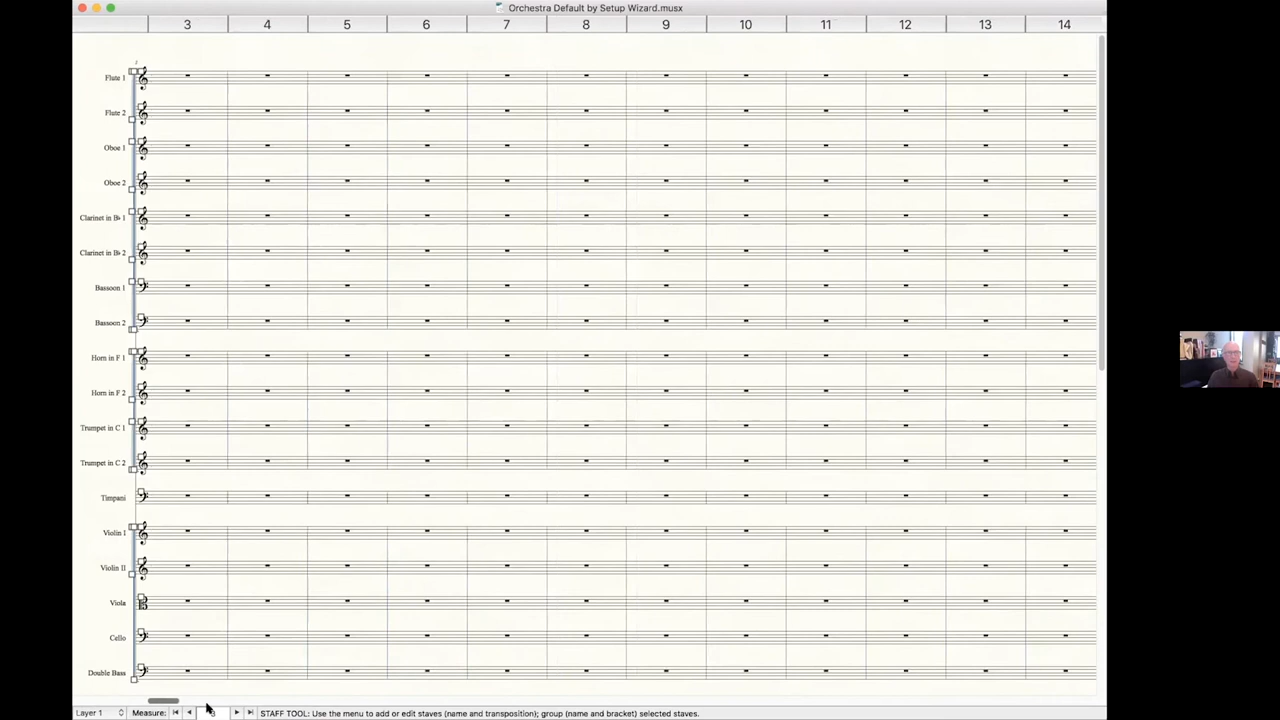 Orchestra Default by Setup Wizard.musx
3 4 5 6 7 8 9 10 11 12 13 14
Flute 1
Flute 2
Oboe 1
Oboe 2
Clarinet in B♭ 1
Clarinet in B♭ 2
Bassoon 1
Bassoon 2
Horn in F 1
Horn in F 2
Trumpet in C 1
Trumpet in C 2
Timpani
Violin I
Violin II
Viola
Cello
Double Bass
Layer 1 Measure: STAFF TOOL: Use the menu to add or edit staves (name and transposition); group (name and bracket) selected staves.